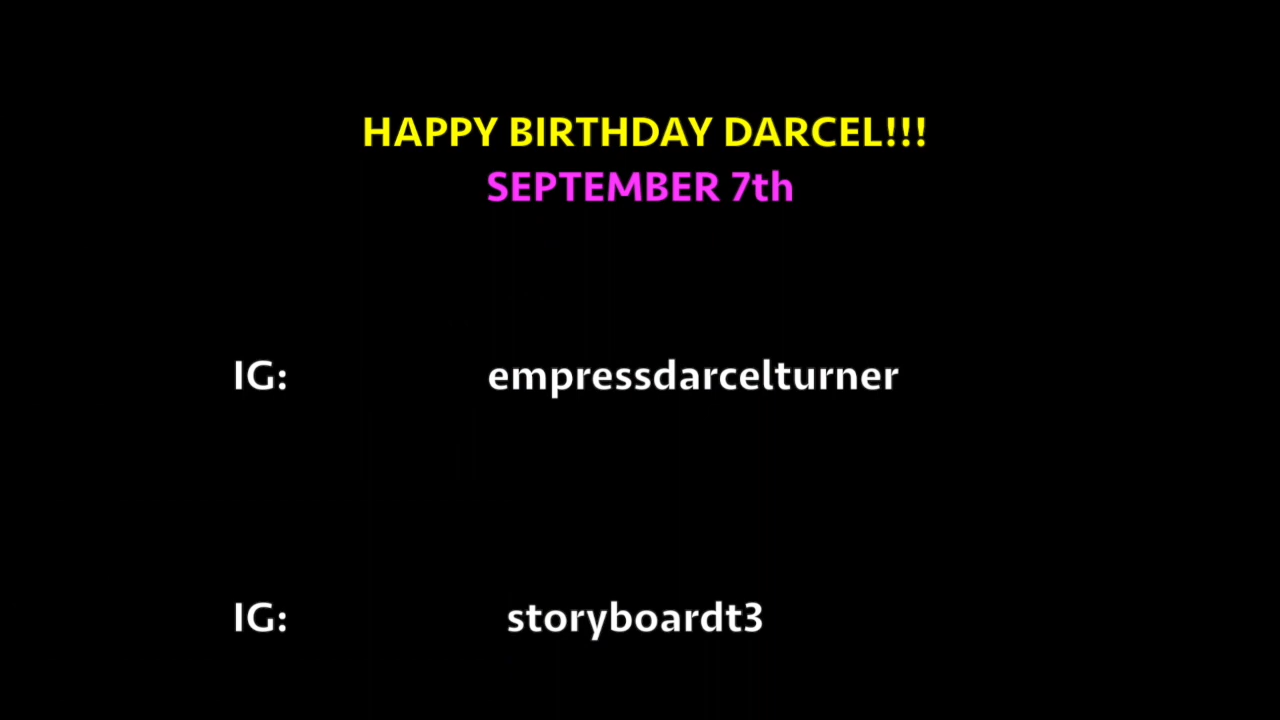 HAPPY BIRTHDAY DARCEL!!!
SEPTEMBER 7th
IG: empressdarcelturner
IG: storyboardt3